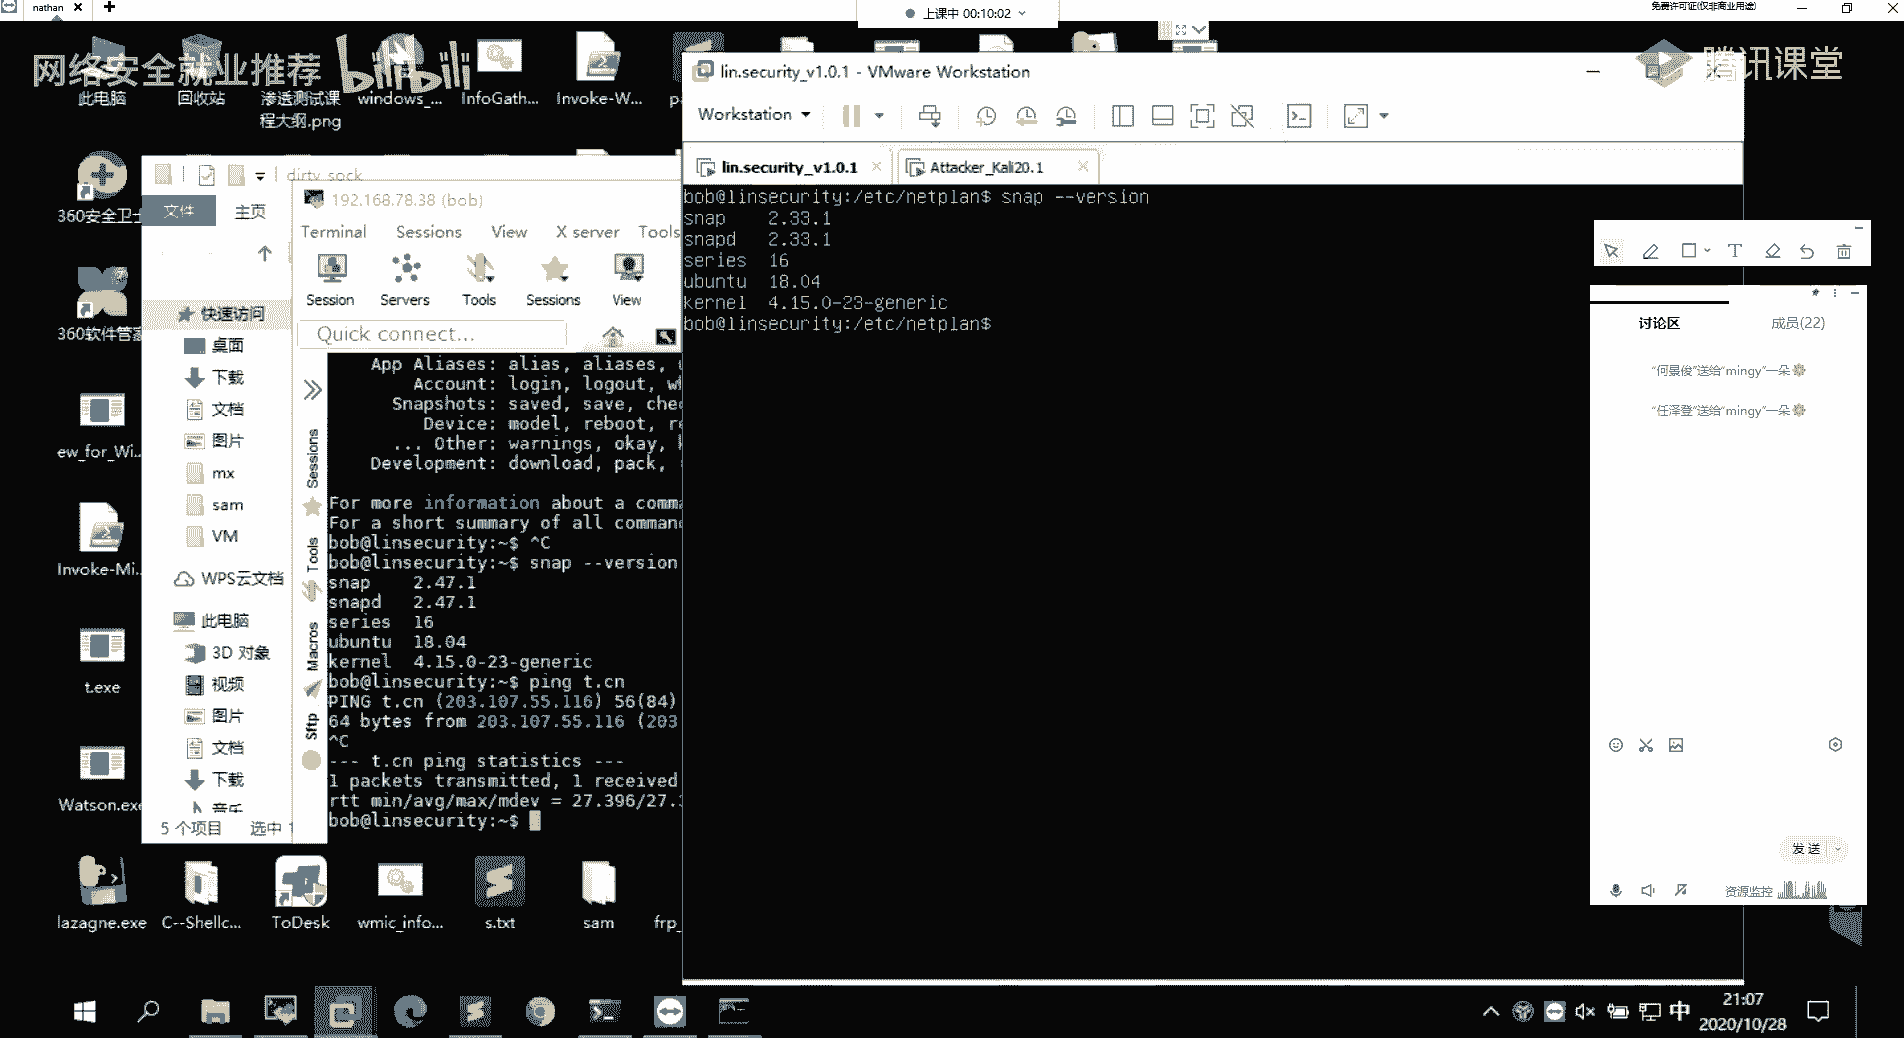 nathan
上课中 00:10:02
免费许可证(仅非商业用途)
网络安全就业推荐
bilibili
腾讯课堂
此电脑
回收站
渗透测试课
程大纲.png
windows_...
InfoGath...
Invoke-W...
360安全卫士
360软件管家
ew_for_Wi...
Invoke-Mi...
t.exe
Watson.exe
lazagne.exe
C--Shellc...
ToDesk
wmic_info...
s.txt
sam
frp_
dirty_sock
文件
主页
快速访问
桌面
下载
文档
图片
mx
sam
VM
WPS云文档
此电脑
3D 对象
视频
图片
文档
下载
音乐
5 个项目
选中 1
192.168.78.38 (bob)
Terminal Sessions View X server Tools
Session Servers Tools Sessions View
Quick connect...
Sessions
Tools
Macros
Sftp
App Aliases: alias, aliases,
Account: login, logout,
Snapshots: saved, save,
Device: model, reboot,
... Other: warnings, okay,
Development: download, pack,
For more information about a
For a short summary of all
bob@linsecurity:~$ ^C
bob@linsecurity:~$ snap --version
snap 2.47.1
snapd 2.47.1
series 16
ubuntu 18.04
kernel 4.15.0-23-generic
bob@linsecurity:~$ ping t.cn
PING t.cn (203.107.55.116) 56(84)
64 bytes from 203.107.55.116 (203
^C
--- t.cn ping statistics ---
1 packets transmitted, 1 received
rtt min/avg/max/mdev = 27.396/27.
bob@linsecurity:~$
lin.security_v1.0.1 - VMware Workstation
Workstation
lin.security_v1.0.1
Attacker_Kali20.1
bob@linsecurity:/etc/netplan$ snap --version
snap 2.33.1
snapd 2.33.1
series 16
ubuntu 18.04
kernel 4.15.0-23-generic
bob@linsecurity:/etc/netplan$
讨论区
成员(22)
“何景俊”送给“mingy”一朵
“任泽登”送给“mingy”一朵
发送
资源监控
中
21:07
2020/10/28